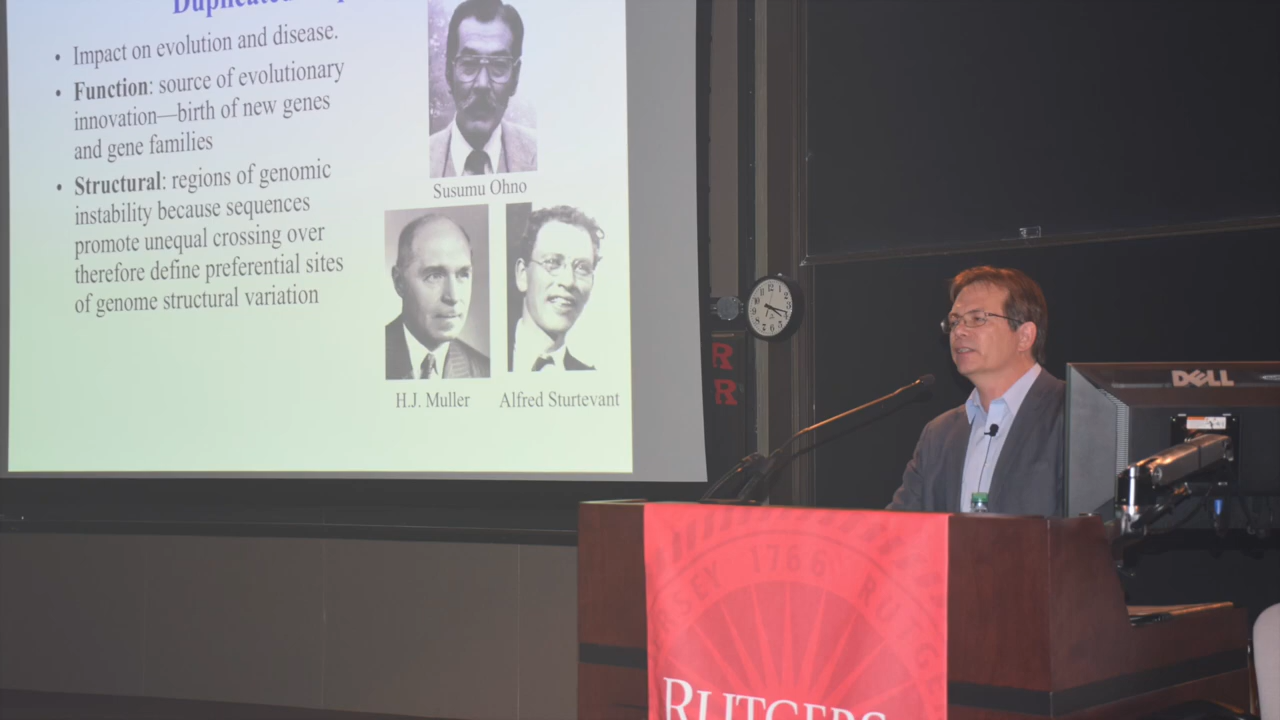 Duplicated
• Impact on evolution and disease.
• Function: source of evolutionary
innovation—birth of new genes
and gene families
• Structural: regions of genomic
instability because sequences
promote unequal crossing over
therefore define preferential sites
of genome structural variation
Susumu Ohno
H.J. Muller
Alfred Sturtevant
R
R
DELL
1766
RUTGERS